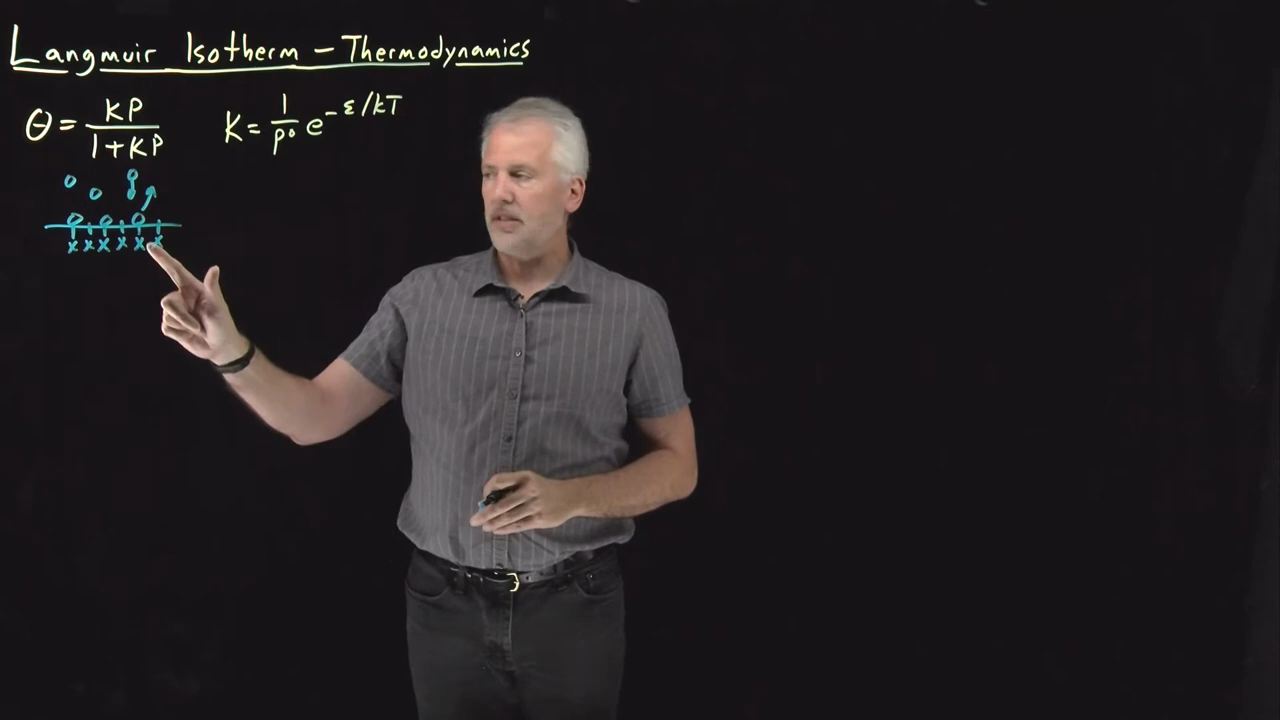 Langmuir Isotherm – Thermodynamics
θ = KP / 1+KP K = 1/P° e^-ε/kT
x x x x x x